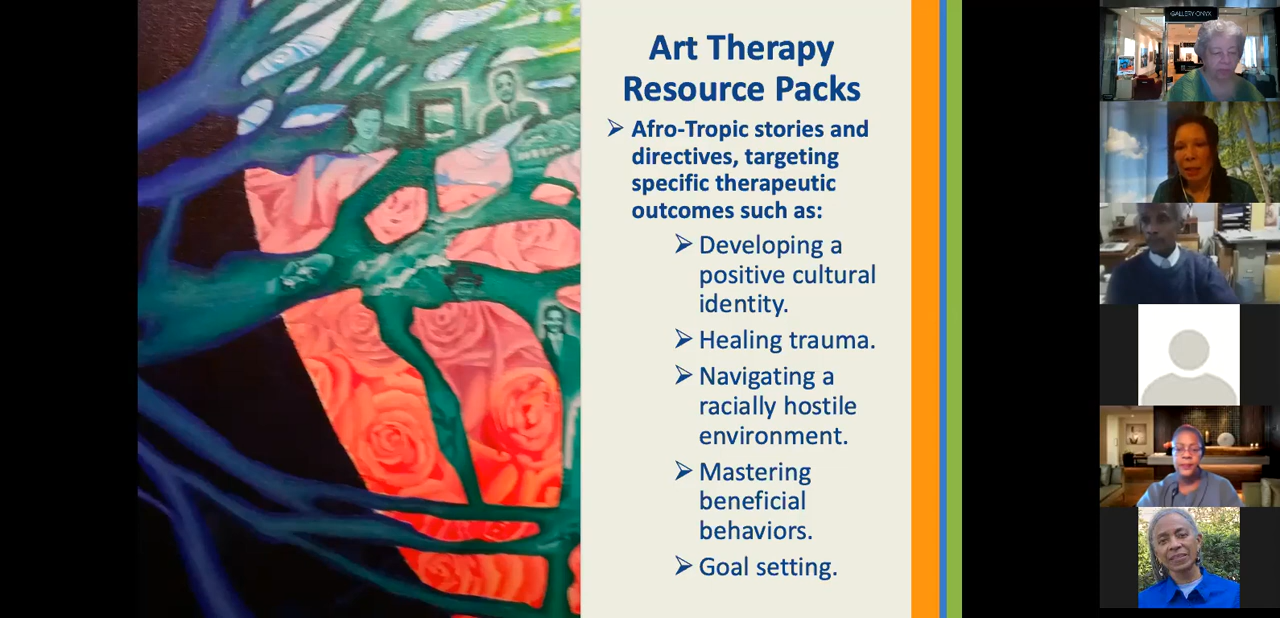 Art Therapy
Resource Packs
➢ Afro-Tropic stories and
directives, targeting
specific therapeutic
outcomes such as:
➢ Developing a
positive cultural
identity.
➢ Healing trauma.
➢ Navigating a
racially hostile
environment.
➢ Mastering
beneficial
behaviors.
➢ Goal setting.
GALLERY ONYX